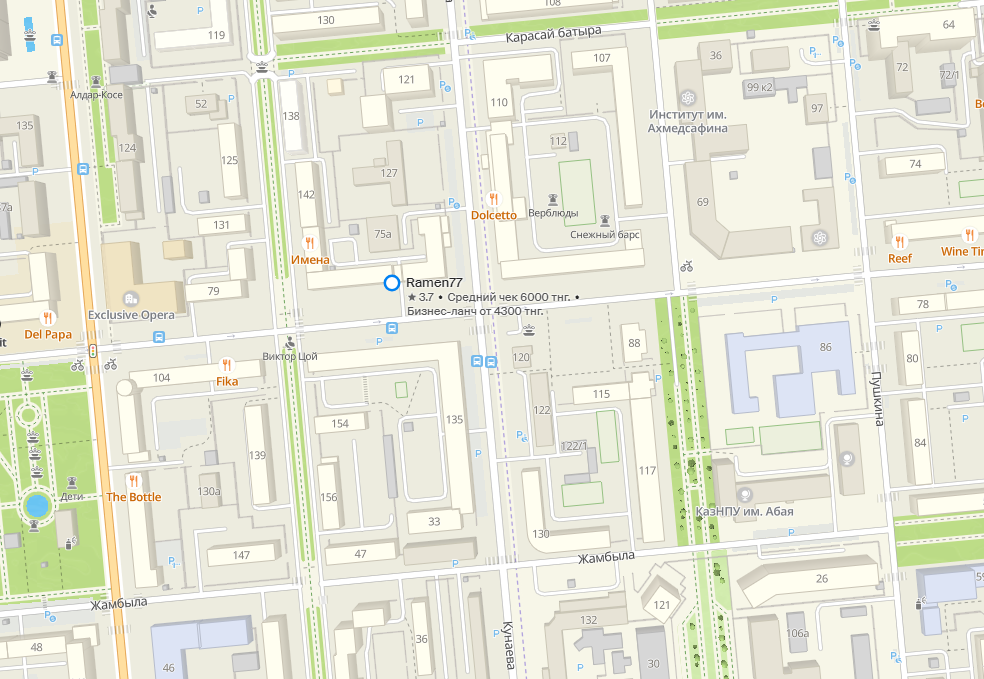 108
130
119
Карасай батыра
64
36
107
72
72/1
121
99 к2
Алдар-Косе
52
110
97
138
Институт им.
Ахмедсафина
135
124
112
125
74
127
142
Dolcetto
Верблюды
69
131
75а
Снежный барс
Имена
Reef
Ramen77
★ 3.7 • Средний чек 6000 тнг. •
Бизнес-ланч от 4300 тнг.
79
Exclusive Opera
78
Del Papa
Виктор Цой
88
86
120
80
104
Fika
Пушкина
115
122
154
135
84
122/1
139
117
The Bottle
Дети
130а
156
КазНПУ им. Абая
33
130
147
47
Жамбыла
26
Жамбыла
121
132
106а
Кунаева
36
48
46
30